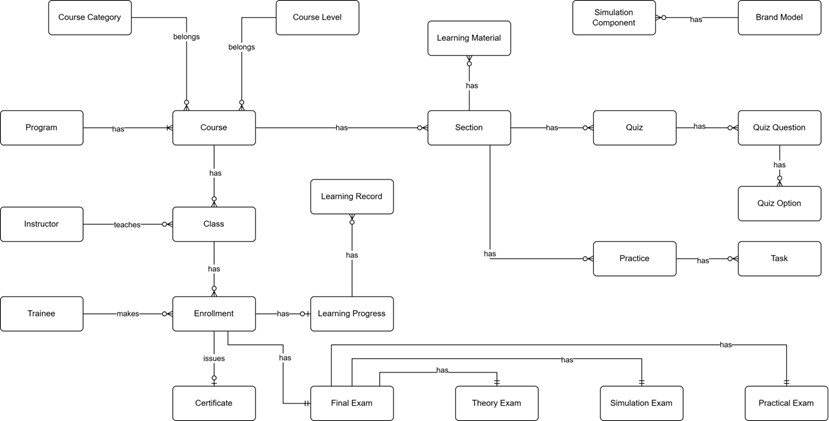 Course Category
Course Level
Simulation
Component
has
Brand Model
belongs
belongs
Learning Material
has
Program
has
Course
has
Section
has
Quiz
has
Quiz Question
has
has
Learning Record
Quiz Option
Instructor
teaches
Class
has
has
has
Practice
has
Task
Trainee
makes
Enrollment
has
Learning Progress
issues
has
has
has
has
Certificate
Final Exam
Theory Exam
Simulation Exam
Practical Exam